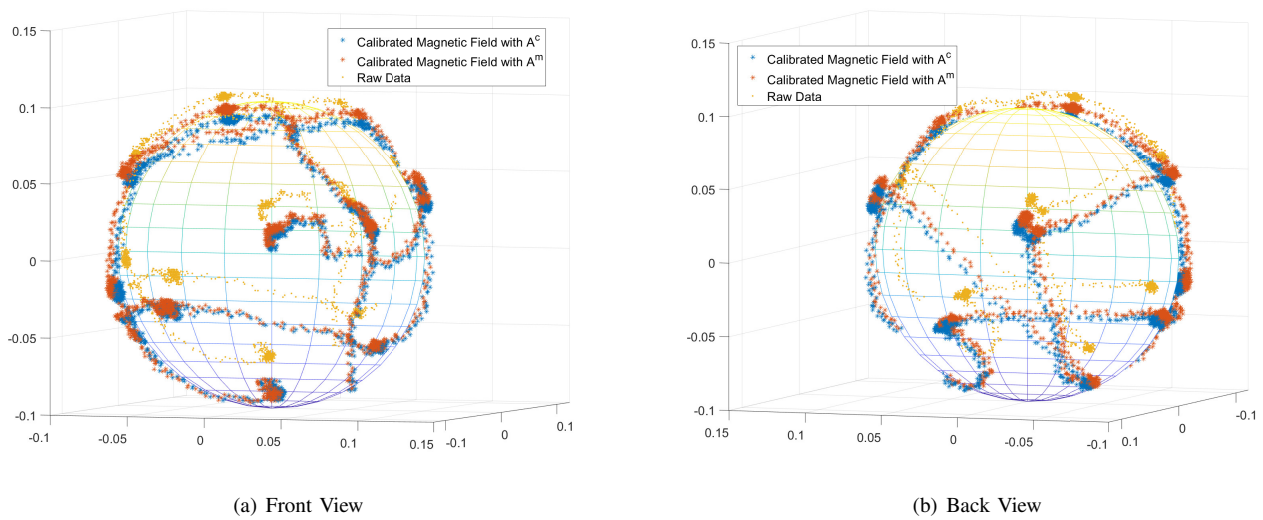 0.15
Calibrated Magnetic Field with A^c
Calibrated Magnetic Field with A^m
Raw Data
0.1
0.05
0
-0.05
-0.1
-0.1 -0.05 0 0.05 0.1 0.15 -0.1 0 0.1
(a) Front View
0.15
Calibrated Magnetic Field with A^c
Calibrated Magnetic Field with A^m
Raw Data
0.1
0.05
0
-0.05
-0.1
0.15 0.1 0.05 0 -0.05 -0.1 0.1 0 -0.1
(b) Back View